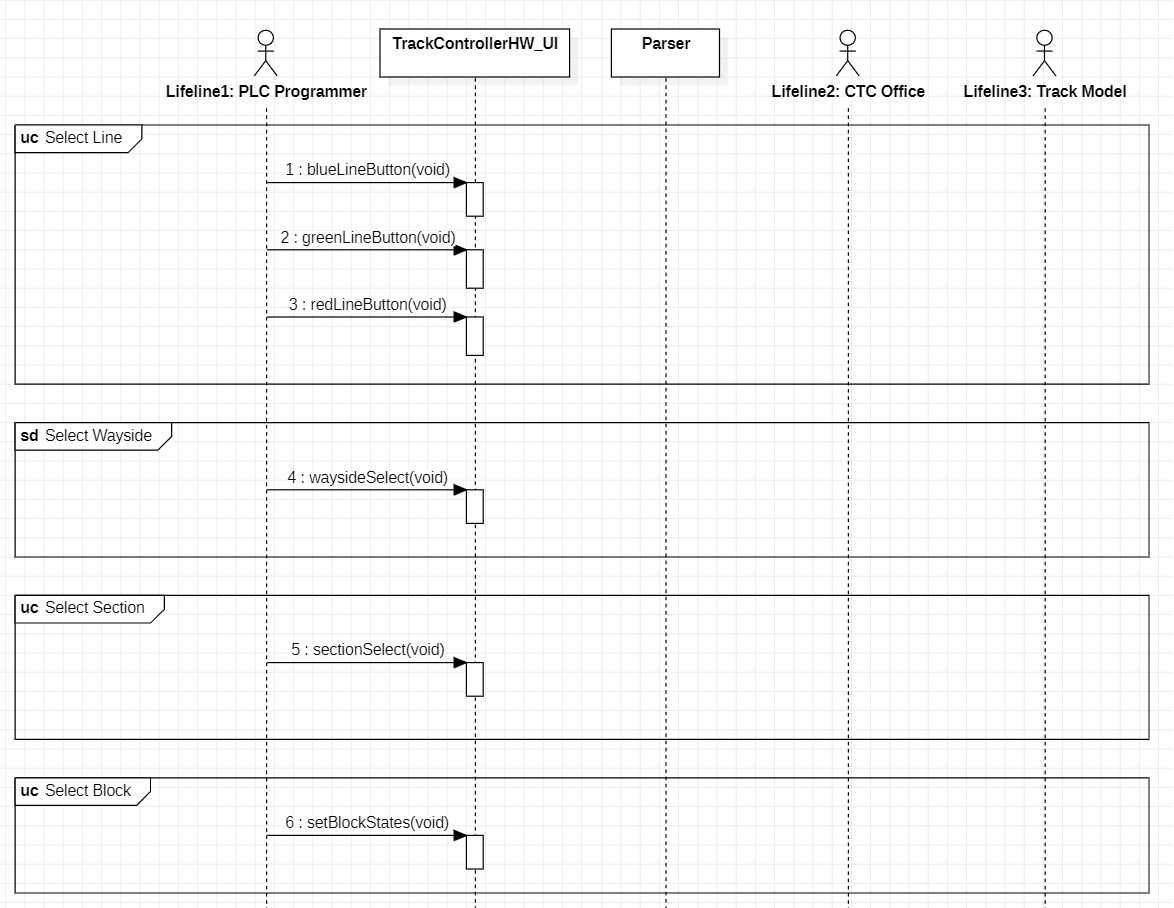 TrackControllerHW_UI
Parser
Lifeline1: PLC Programmer
Lifeline2: CTC Office
Lifeline3: Track Model
uc Select Line
1 : blueLineButton(void)
2 : greenLineButton(void)
3 : redLineButton(void)
sd Select Wayside
4 : waysideSelect(void)
uc Select Section
5 : sectionSelect(void)
uc Select Block
6 : setBlockStates(void)